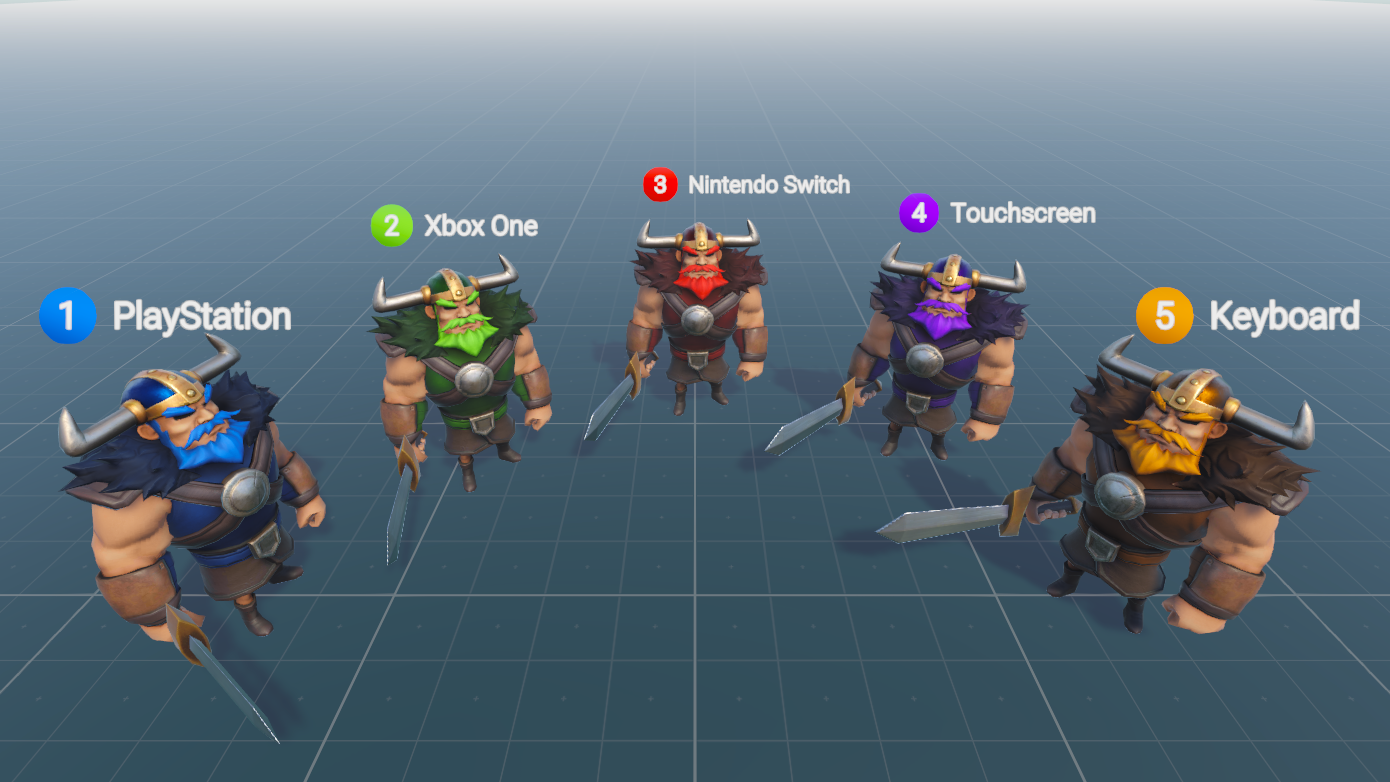 1 PlayStation
2 Xbox One
3 Nintendo Switch
4 Touchscreen
5 Keyboard